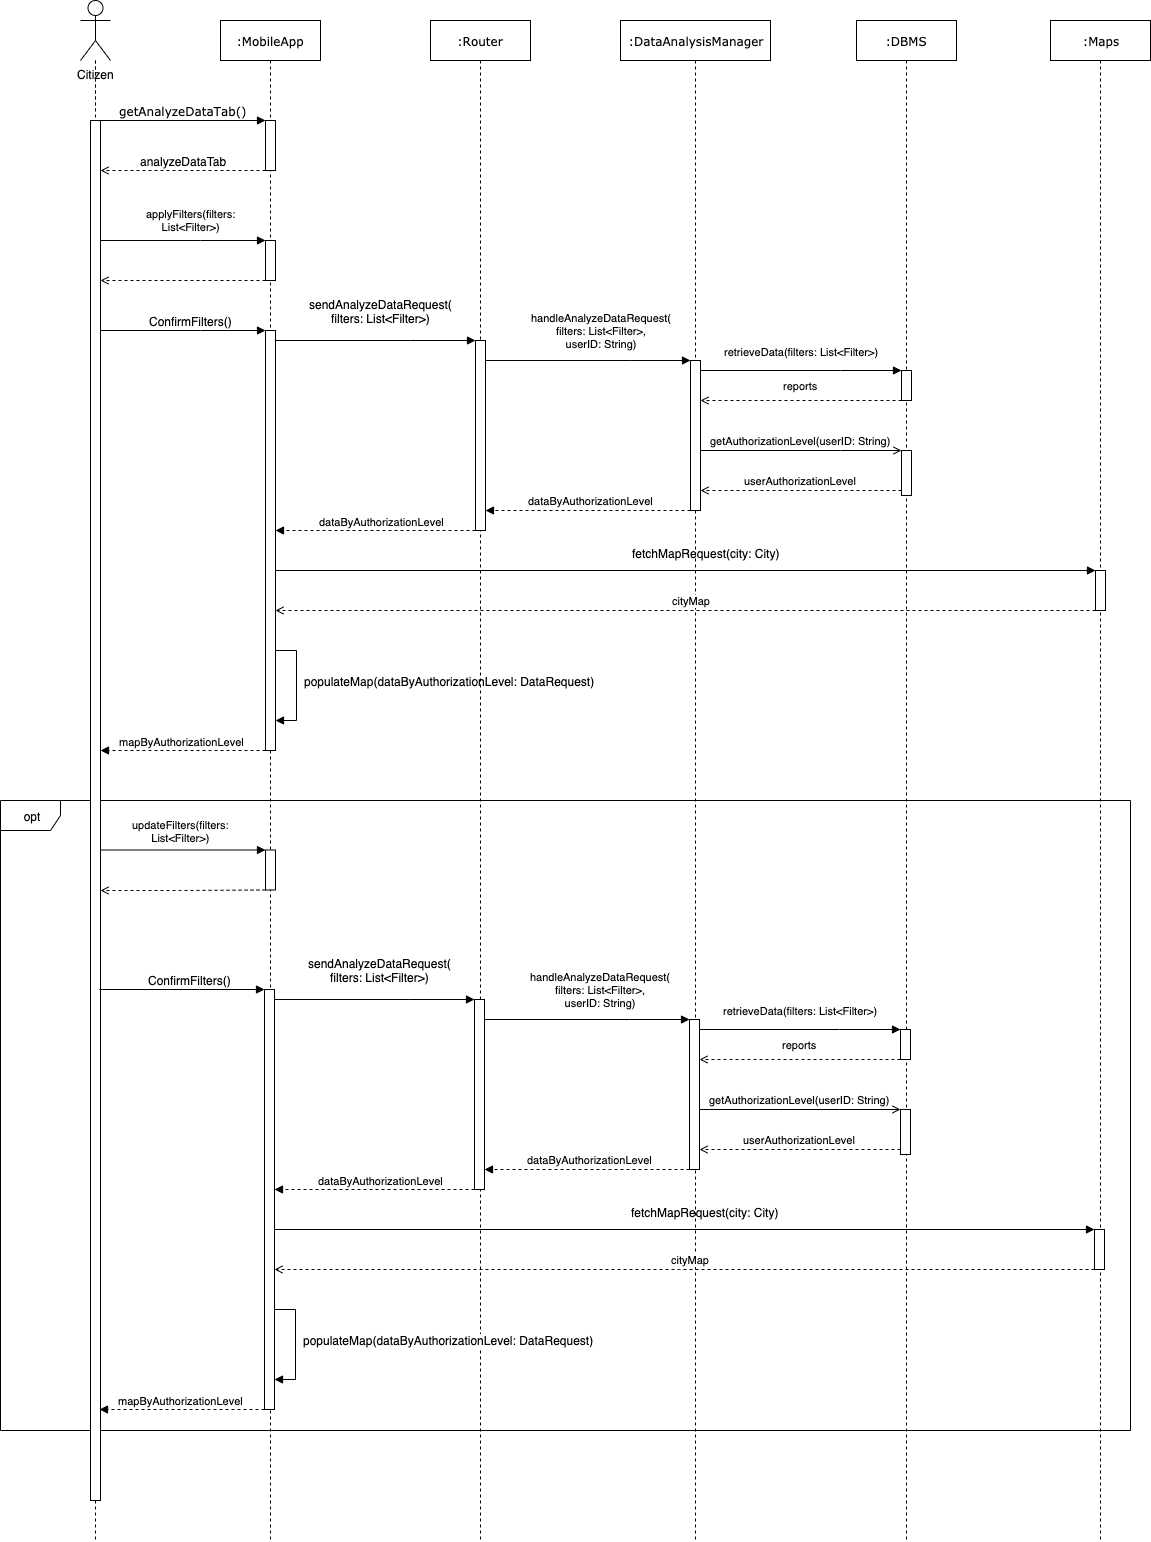 Citizen
:MobileApp
:Router
:DataAnalysisManager
:DBMS
:Maps
getAnalyzeDataTab()
analyzeDataTab
applyFilters(filters:
List<Filter>)
ConfirmFilters()
sendAnalyzeDataRequest(
filters: List<Filter>)
handleAnalyzeDataRequest(
filters: List<Filter>,
userID: String)
retrieveData(filters: List<Filter>)
reports
getAuthorizationLevel(userID: String)
userAuthorizationLevel
dataByAuthorizationLevel
dataByAuthorizationLevel
fetchMapRequest(city: City)
cityMap
populateMap(dataByAuthorizationLevel: DataRequest)
mapByAuthorizationLevel
opt
updateFilters(filters:
List<Filter>)
ConfirmFilters()
sendAnalyzeDataRequest(
filters: List<Filter>)
handleAnalyzeDataRequest(
filters: List<Filter>,
userID: String)
retrieveData(filters: List<Filter>)
reports
getAuthorizationLevel(userID: String)
userAuthorizationLevel
dataByAuthorizationLevel
dataByAuthorizationLevel
fetchMapRequest(city: City)
cityMap
populateMap(dataByAuthorizationLevel: DataRequest)
mapByAuthorizationLevel